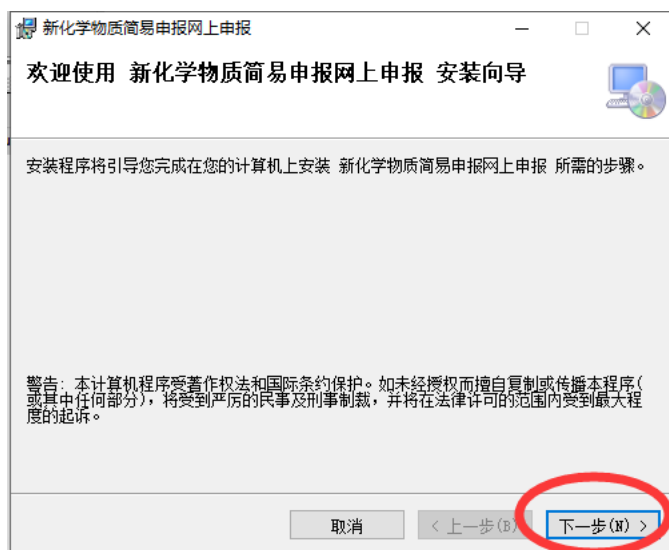 新化学物质简易申报网上申报
欢迎使用 新化学物质简易申报网上申报 安装向导
安装程序将引导您完成在您的计算机上安装 新化学物质简易申报网上申报 所需的步骤。
警告: 本计算机程序受著作权法和国际条约保护。如未经授权而擅自复制或传播本程序(
或其中任何部分)，将受到严厉的民事及刑事制裁，并将在法律许可的范围内受到最大程
度的起诉。
取消
< 上一步(B)
下一步(N) >